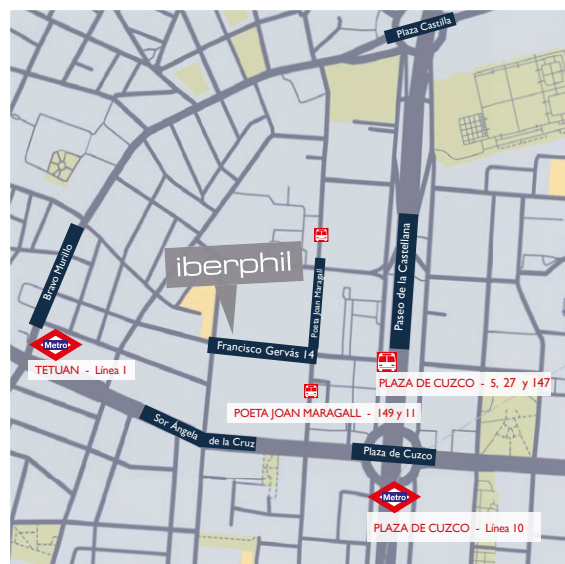 Plaza Castilla
Bravo Murillo
iberphil
Poeta Joan Maragall
Paseo de la Castellana
Metro
Francisco Gervás 14
TETUAN - Línea 1
PLAZA DE CUZCO - 5, 27 y 147
POETA JOAN MARAGALL - 149 y 11
Sor Ángela de la Cruz
Plaza de Cuzco
Metro
PLAZA DE CUZCO - Línea 10